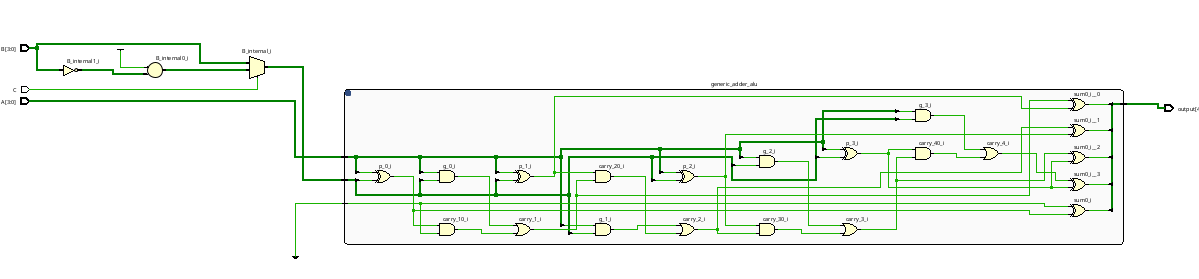 B[3:0]
B_internal1_i
B_internal0_i
B_internal_i
C
A[3:0]
generic_adder_alu
p_0_i
g_0_i
p_1_i
carry_20_i
p_2_i
g_2_i
p_3_i
g_3_i
carry_40_i
carry_4_i
sum0_i__0
sum0_i__1
sum0_i__2
sum0_i__3
sum0_i
carry_10_i
carry_1_i
g_1_i
carry_2_i
carry_30_i
carry_3_i
output[4